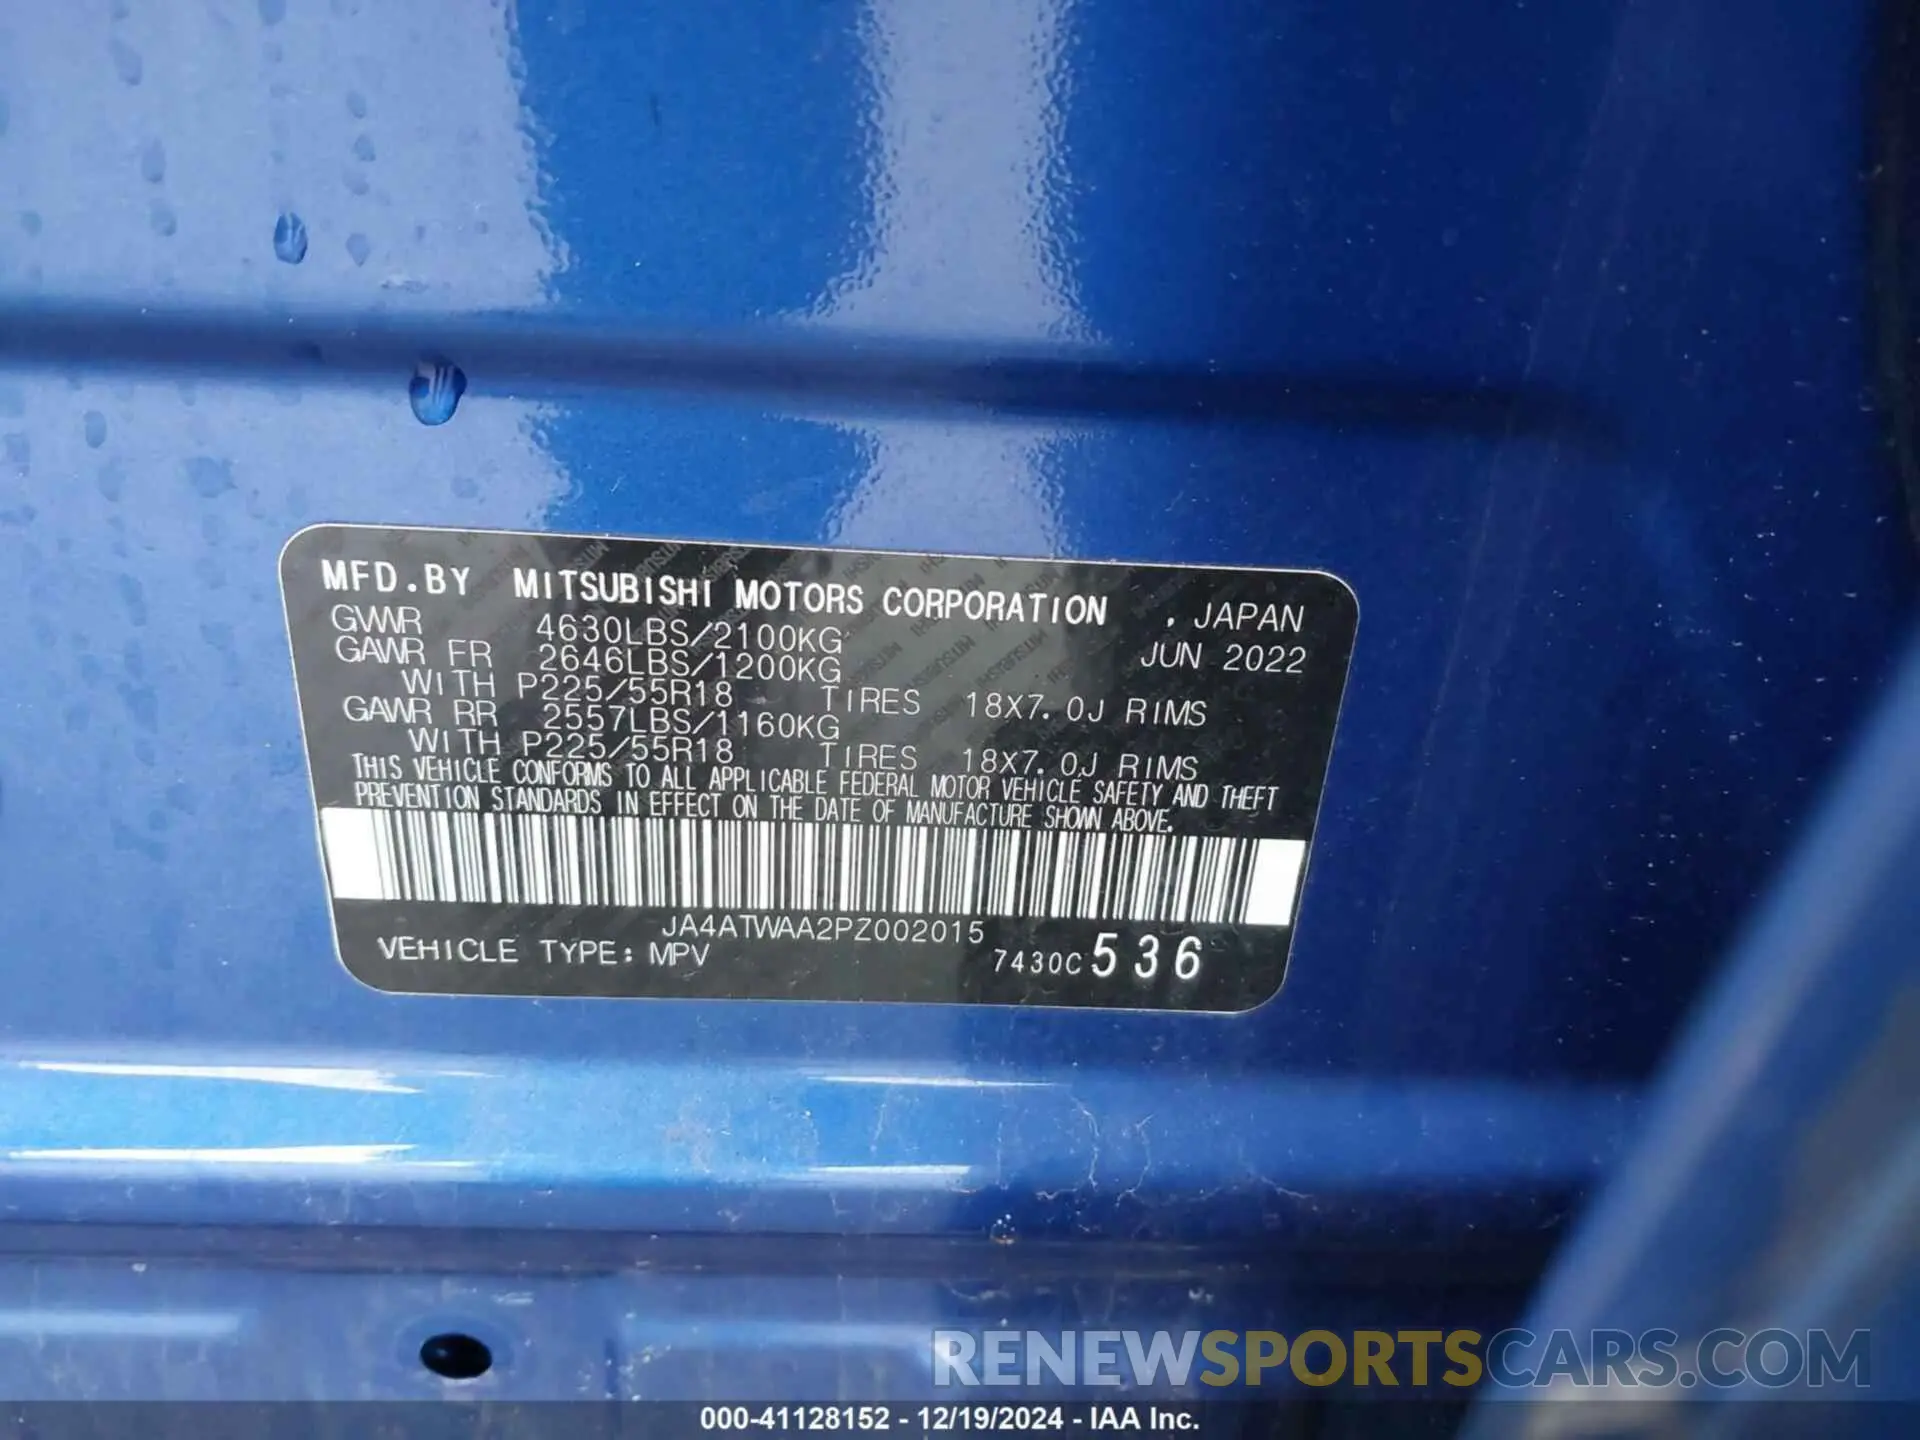 MFD.BY MITSUBISHI MOTORS CORPORATION , JAPAN
GVWR 4630LBS/2100KG JUN 2022
GAWR FR 2646LBS/1200KG
WITH P225/55R18 TIRES 18X7.0J RIMS
GAWR RR 2557LBS/1160KG
WITH P225/55R18 TIRES 18X7.0J RIMS
THIS VEHICLE CONFORMS TO ALL APPLICABLE FEDERAL MOTOR VEHICLE SAFETY AND THEFT
PREVENTION STANDARDS IN EFFECT ON THE DATE OF MANUFACTURE SHOWN ABOVE.
JA4ATWAA2PZ002015
VEHICLE TYPE: MPV 7430C 536
RENEWSPORTSCARS.COM
000-41128152 - 12/19/2024 - IAA Inc.